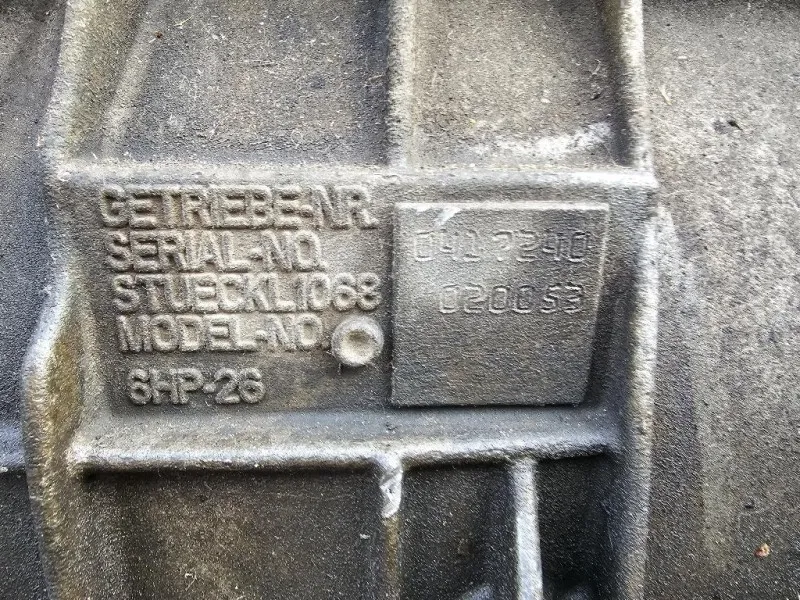 GETRIEBE-NR.
SERIAL-NO.
STUECKL1068
MODEL-NO.
6HP-26
0417240
020053